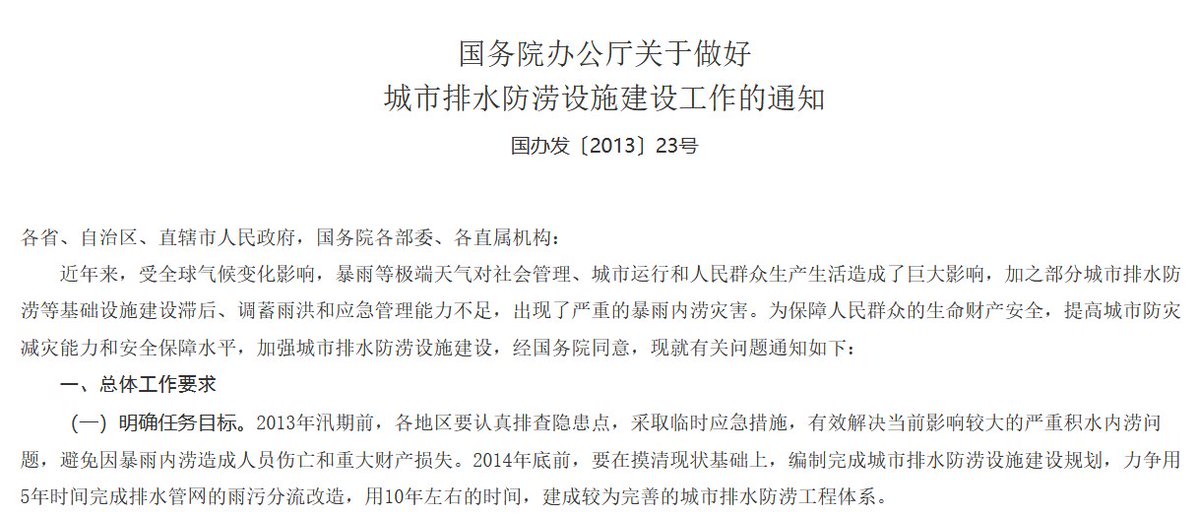 国务院办公厅关于做好
城市排水防涝设施建设工作的通知
国办发〔2013〕23号
各省、自治区、直辖市人民政府，国务院各部委、各直属机构：
近年来，受全球气候变化影响，暴雨等极端天气对社会管理、城市运行和人民群众生产生活造成了巨大影响，加之部分城市排水防
涝等基础设施建设滞后、调蓄雨洪和应急管理能力不足，出现了严重的暴雨内涝灾害。为保障人民群众的生命财产安全，提高城市防灾
减灾能力和安全保障水平，加强城市排水防涝设施建设，经国务院同意，现就有关问题通知如下：
一、总体工作要求
（一）明确任务目标。2013年汛期前，各地区要认真排查隐患点，采取临时应急措施，有效解决当前影响较大的严重积水内涝问
题，避免因暴雨内涝造成人员伤亡和重大财产损失。2014年底前，要在摸清现状基础上，编制完成城市排水防涝设施建设规划，力争用
5年时间完成排水管网的雨污分流改造，用10年左右的时间，建成较为完善的城市排水防涝工程体系。